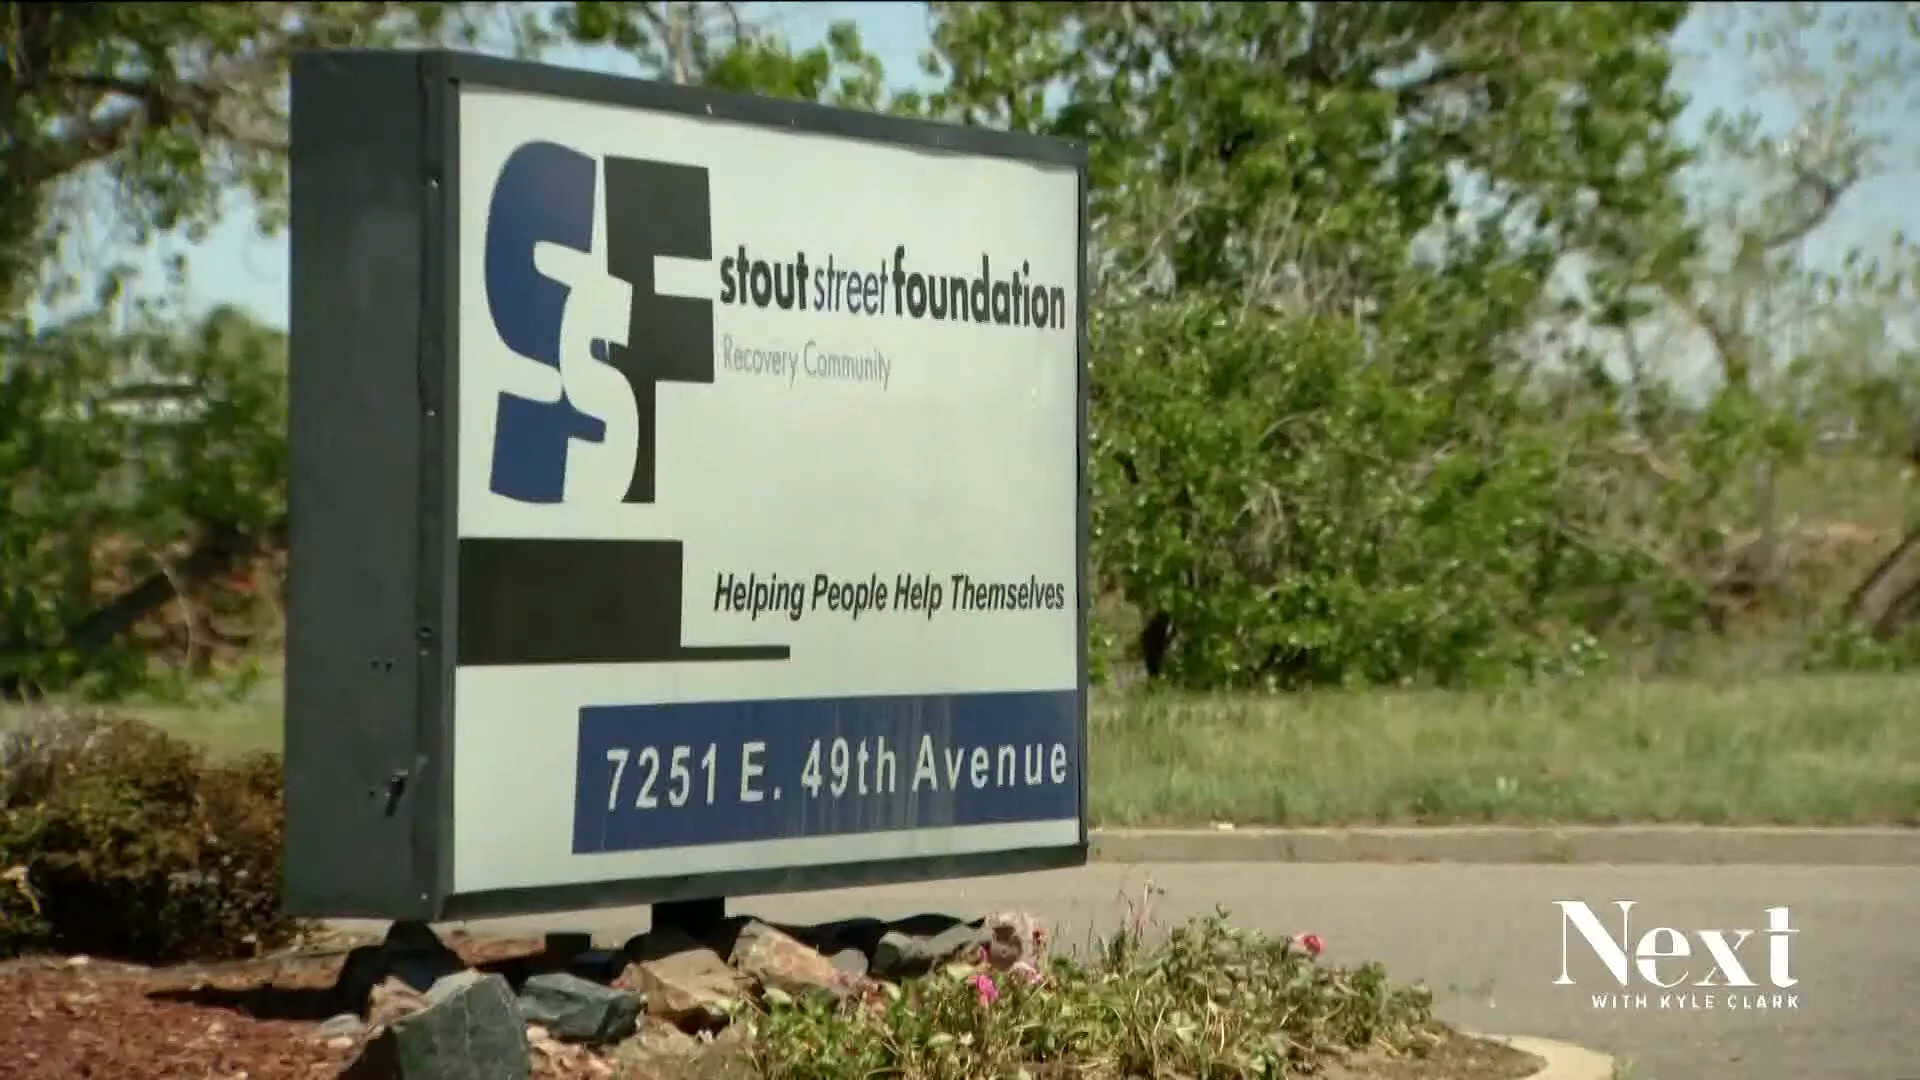 SSF
stout street foundation
Recovery Community
Helping People Help Themselves
7251 E. 49th Avenue
Next
WITH KYLE CLARK